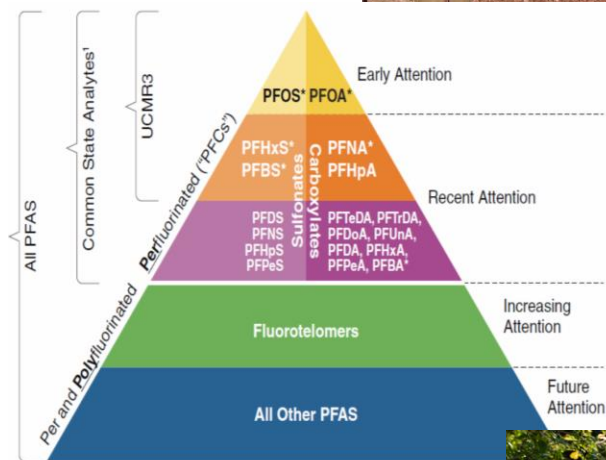 All PFAS
Common State Analytes¹
UCMR3
Perfluorinated ("PFCs")
Per and Polyfluorinated
PFOS* PFOA*
PFHxS*
PFBS*
PFNA*
PFHpA
Sulfonates
Carboxylates
PFDS
PFNS
PFHpS
PFPeS
PFTeDA, PFTrDA,
PFDoA, PFUnA,
PFDA, PFHxA,
PFPeA, PFBA*
Fluorotelomers
All Other PFAS
Early Attention
Recent Attention
Increasing
Attention
Future
Attention